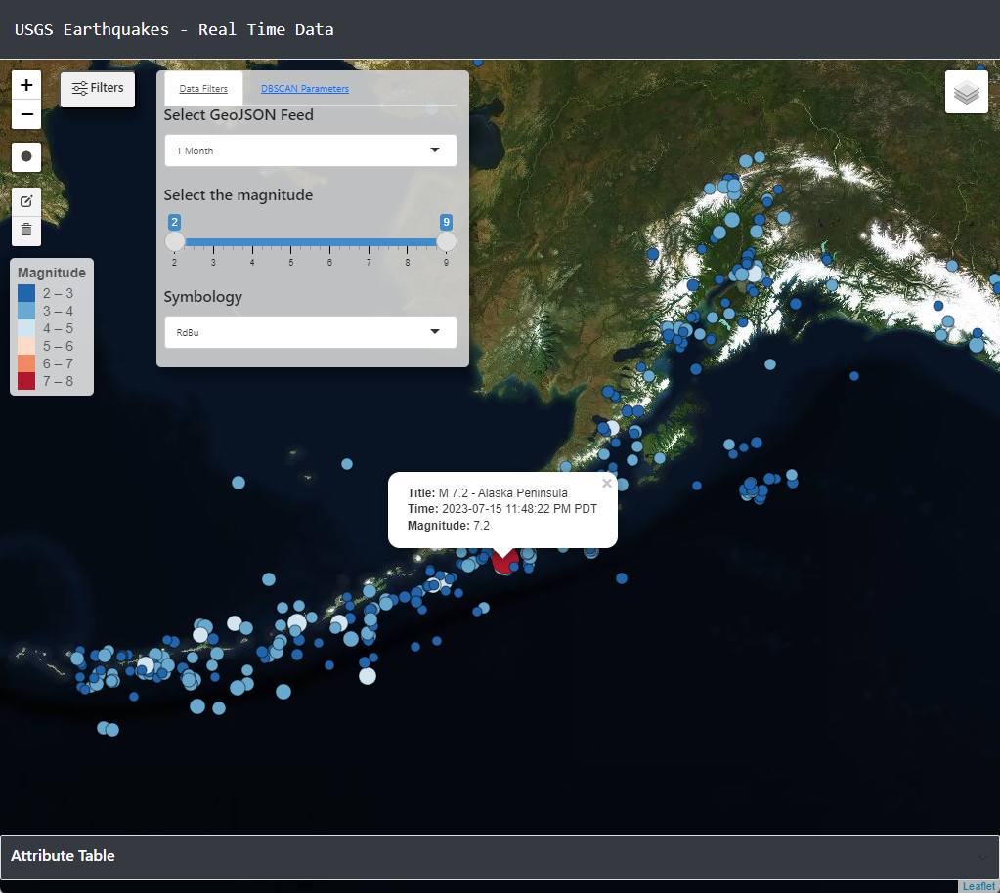 USGS Earthquakes - Real Time Data
+
−
Filters
Data Filters
DBSCAN Parameters
Select GeoJSON Feed
1 Month
Select the magnitude
2
9
2 3 4 5 6 7 8 9
Symbology
RdBu
Magnitude
2 – 3
3 – 4
4 – 5
5 – 6
6 – 7
7 – 8
×
Title: M 7.2 - Alaska Peninsula
Time: 2023-07-15 11:48:22 PM PDT
Magnitude: 7.2
Attribute Table
Leaflet